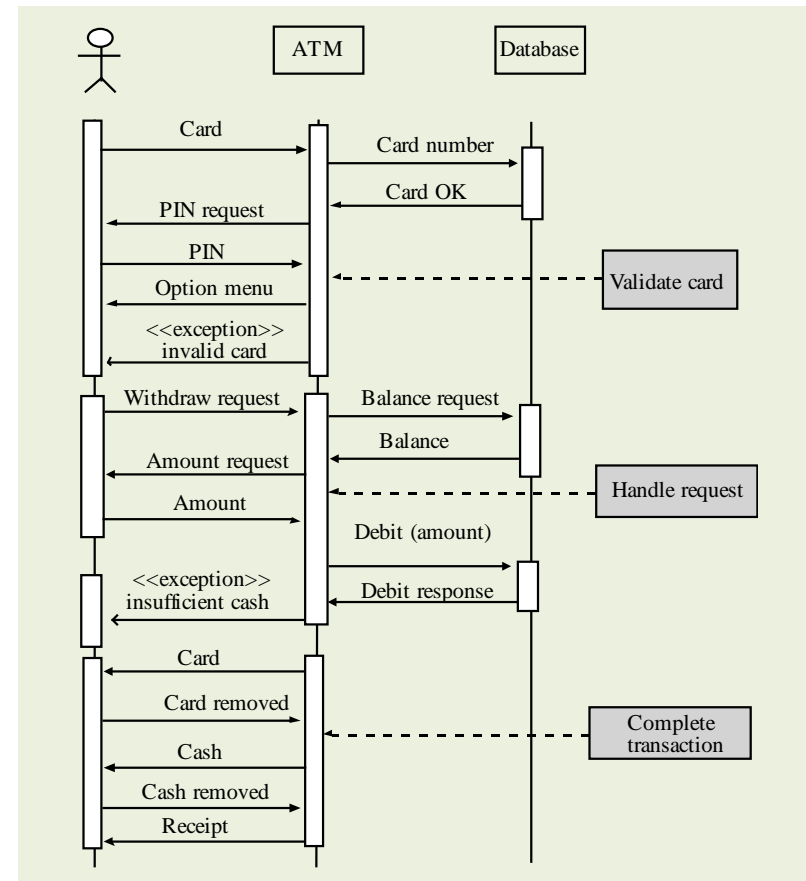 ATM
Database
Card
Card number
Card OK
PIN request
PIN
Validate card
Option menu
<<exception>>
invalid card
Withdraw request
Balance request
Balance
Amount request
Handle request
Amount
Debit (amount)
<<exception>>
insufficient cash
Debit response
Card
Card removed
Complete
transaction
Cash
Cash removed
Receipt